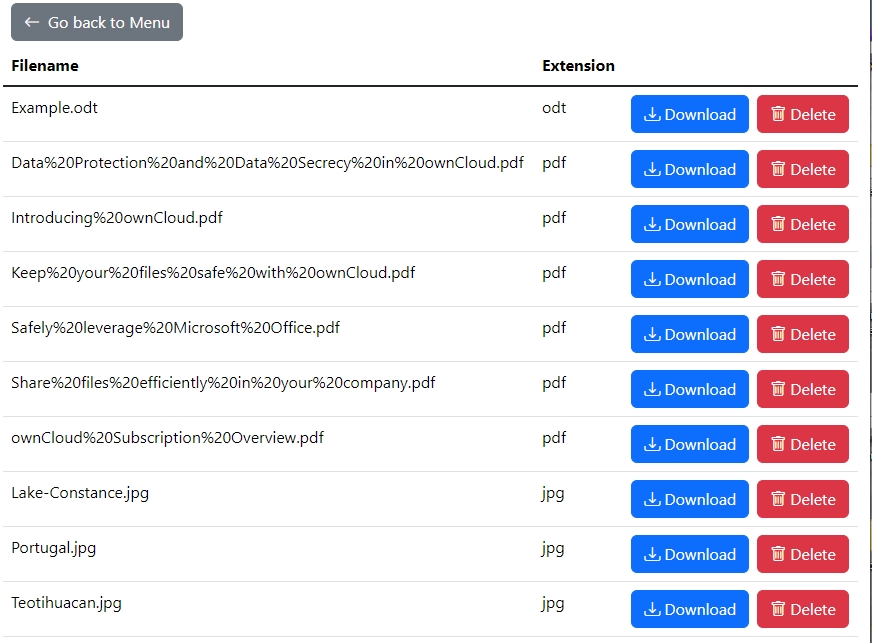 Go back to Menu
Filename Extension
Example.odt odt Download Delete
Data%20Protection%20and%20Data%20Secrecy%20in%20ownCloud.pdf pdf Download Delete
Introducing%20ownCloud.pdf pdf Download Delete
Keep%20your%20files%20safe%20with%20ownCloud.pdf pdf Download Delete
Safely%20leverage%20Microsoft%20Office.pdf pdf Download Delete
Share%20files%20efficiently%20in%20your%20company.pdf pdf Download Delete
ownCloud%20Subscription%20Overview.pdf pdf Download Delete
Lake-Constance.jpg jpg Download Delete
Portugal.jpg jpg Download Delete
Teotihuacan.jpg jpg Download Delete